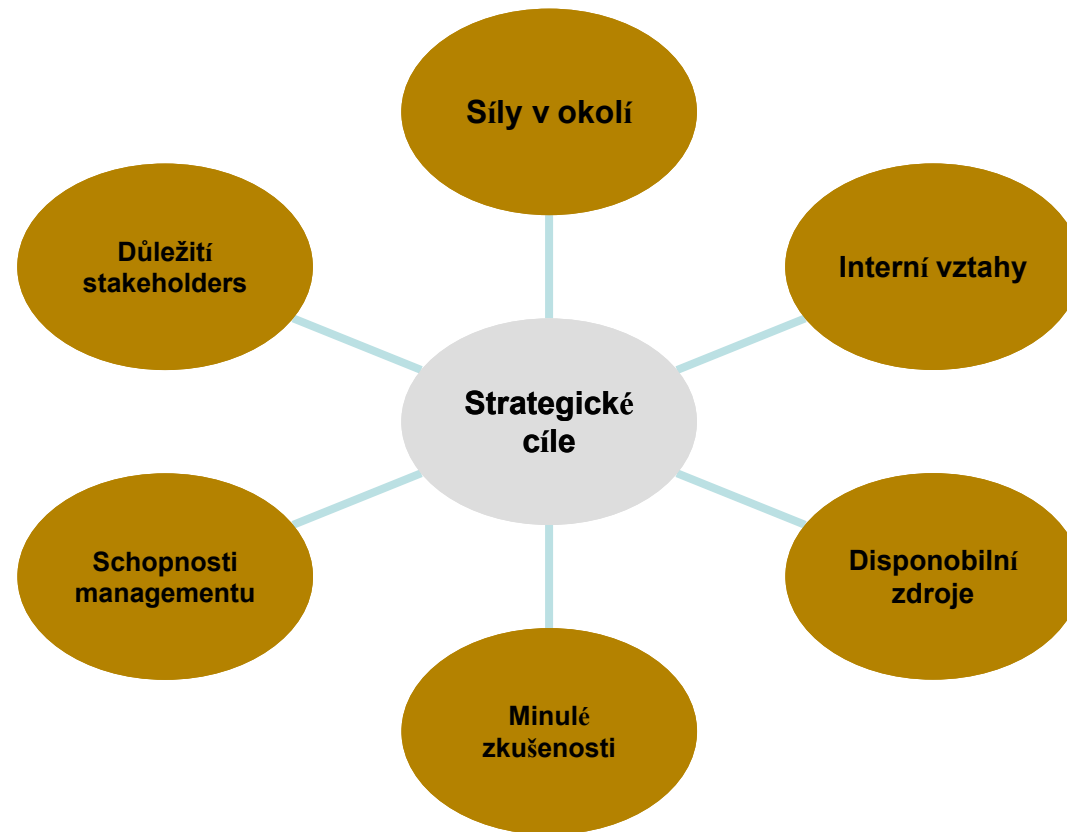 Síly v okolí
Důležití
stakeholders
Interní vztahy
Strategické
cíle
Schopnosti
managementu
Disponobilní
zdroje
Minulé
zkušenosti